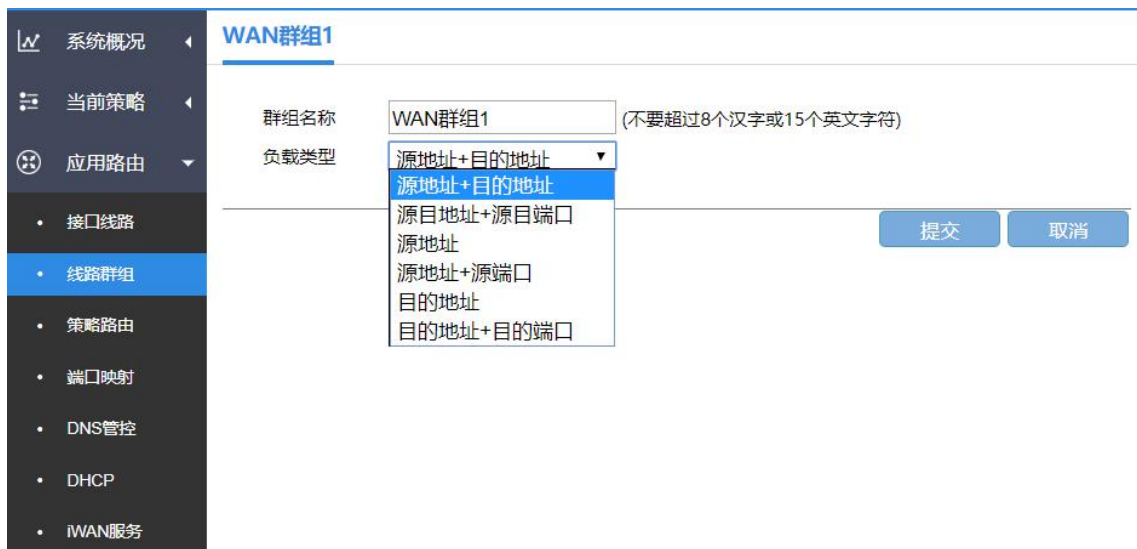 系统概况
当前策略
应用路由
接口线路
线路群组
策略路由
端口映射
DNS管控
DHCP
iWAN服务
WAN群组1
群组名称 WAN群组1 (不要超过8个汉字或15个英文字符)
负载类型 源地址+目的地址
源地址+目的地址
源目地址+源目端口
源地址
源地址+源端口
目的地址
目的地址+目的端口
提交 取消